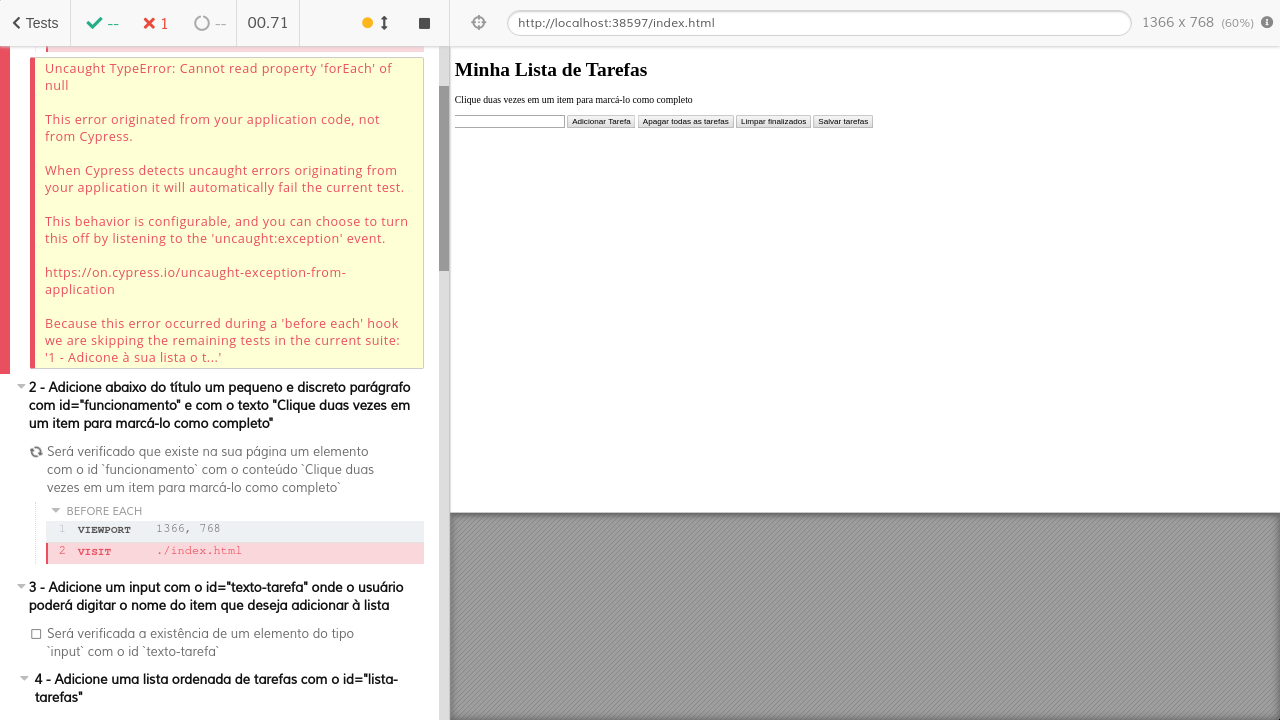 Tests
--
1
--
00.71
http://localhost:38597/index.html
1366 x 768 (60%)
Uncaught TypeError: Cannot read property 'forEach' of
null
This error originated from your application code, not
from Cypress.
When Cypress detects uncaught errors originating from
your application it will automatically fail the current test.
This behavior is configurable, and you can choose to turn
this off by listening to the 'uncaught:exception' event.
https://on.cypress.io/uncaught-exception-from-
application
Because this error occurred during a 'before each' hook
we are skipping the remaining tests in the current suite:
'1 - Adicone à sua lista o t...'
2 - Adicione abaixo do título um pequeno e discreto parágrafo
com id="funcionamento" e com o texto "Clique duas vezes em
um item para marcá-lo como completo"
Será verificado que existe na sua página um elemento
com o id `funcionamento` com o conteúdo `Clique duas
vezes em um item para marcá-lo como completo`
BEFORE EACH
1 VIEWPORT 1366, 768
2 VISIT ./index.html
3 - Adicione um input com o id="texto-tarefa" onde o usuário
poderá digitar o nome do item que deseja adicionar à lista
Será verificada a existência de um elemento do tipo
`input` com o id `texto-tarefa`
4 - Adicione uma lista ordenada de tarefas com o id="lista-
tarefas"
Minha Lista de Tarefas
Clique duas vezes em um item para marcá-lo como completo
Adicionar Tarefa Apagar todas as tarefas Limpar finalizados Salvar tarefas